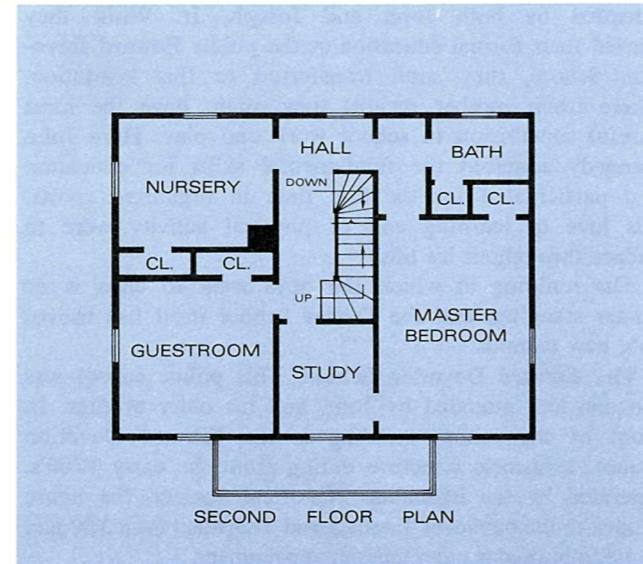 HALL
BATH
NURSERY
DOWN
CL.
CL.
CL.
CL.
UP
MASTER
BEDROOM
GUESTROOM
STUDY
SECOND FLOOR PLAN